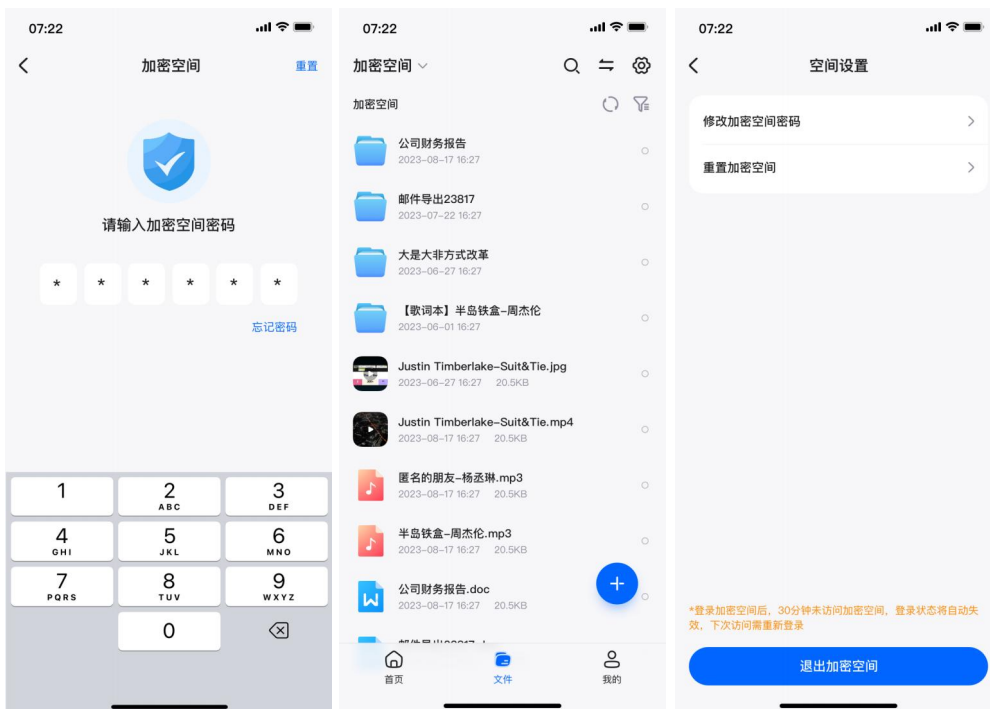 07:22
加密空间
重置
请输入加密空间密码
* * * * * *
忘记密码
1
2
ABC
3
DEF
4
GHI
5
JKL
6
MNO
7
PQRS
8
TUV
9
WXYZ
0
07:22
加密空间
加密空间
公司财务报告
2023-08-17 16:27
邮件导出23817
2023-07-22 16:27
大是大非方式改革
2023-06-27 16:27
【歌词本】半岛铁盒-周杰伦
2023-06-01 16:27
Justin Timberlake-Suit&Tie.jpg
2023-06-27 16:27 20.5KB
Justin Timberlake-Suit&Tie.mp4
2023-08-17 16:27 20.5KB
匿名的朋友-杨丞琳.mp3
2023-08-17 16:27 20.5KB
半岛铁盒-周杰伦.mp3
2023-08-17 16:27 20.5KB
公司财务报告.doc
2023-08-17 16:27 20.5KB
首页
文件
我的
07:22
空间设置
修改加密空间密码
重置加密空间
*登录加密空间后，30分钟未访问加密空间，登录状态将自动失
效，下次访问需重新登录
退出加密空间